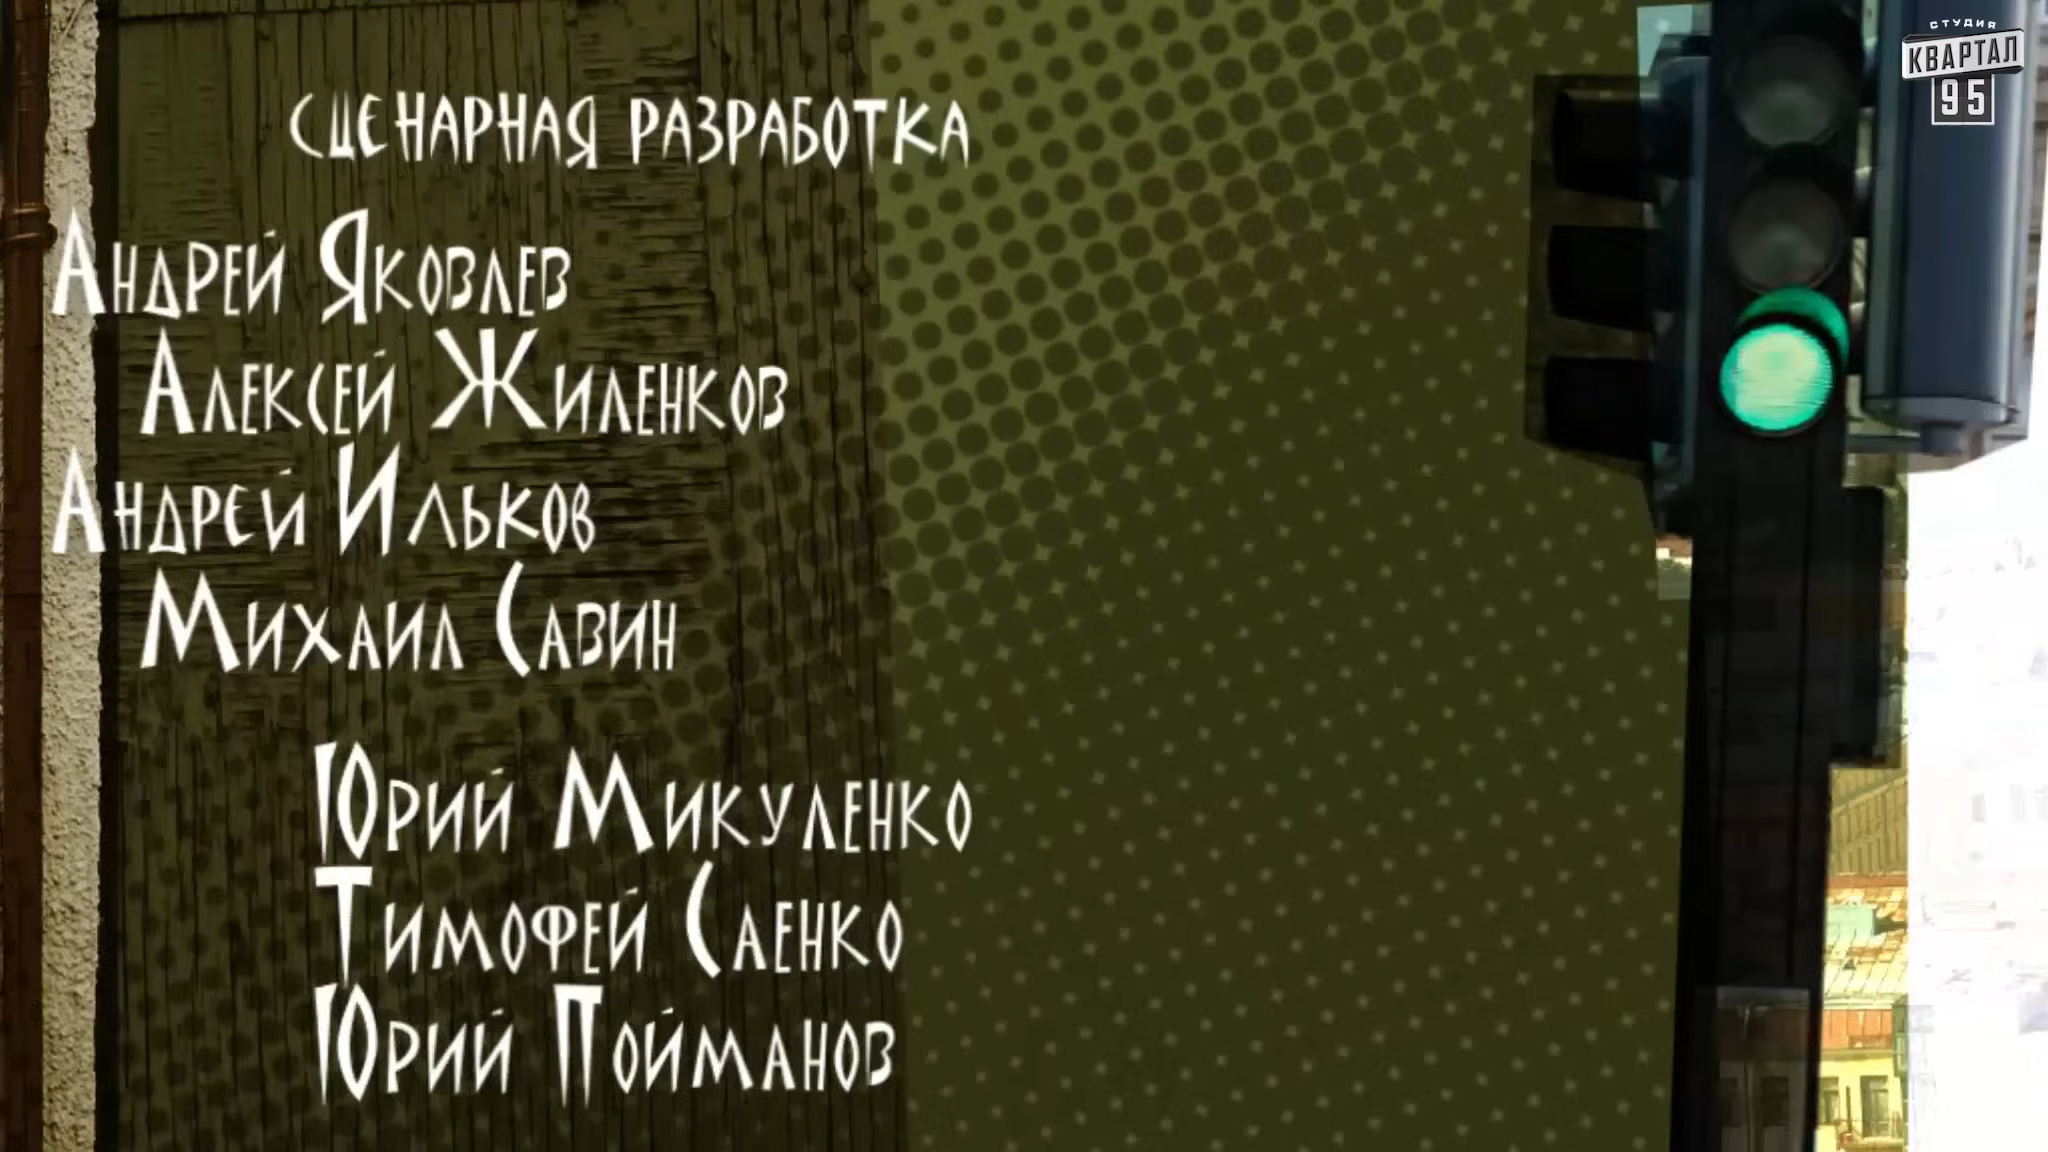 СТУДИЯ
КВАРТАЛ
95
СЦЕНАРНАЯ РАЗРАБОТКА
АНДРЕЙ ЯКОВЛЕВ
АЛЕКСЕЙ ЖИЛЕНКОВ
АНДРЕЙ ИЛЬКОВ
МИХАИЛ САВИН
ЮРИЙ МИКУЛЕНКО
ТИМОФЕЙ САЕНКО
ЮРИЙ ПОЙМАНОВ